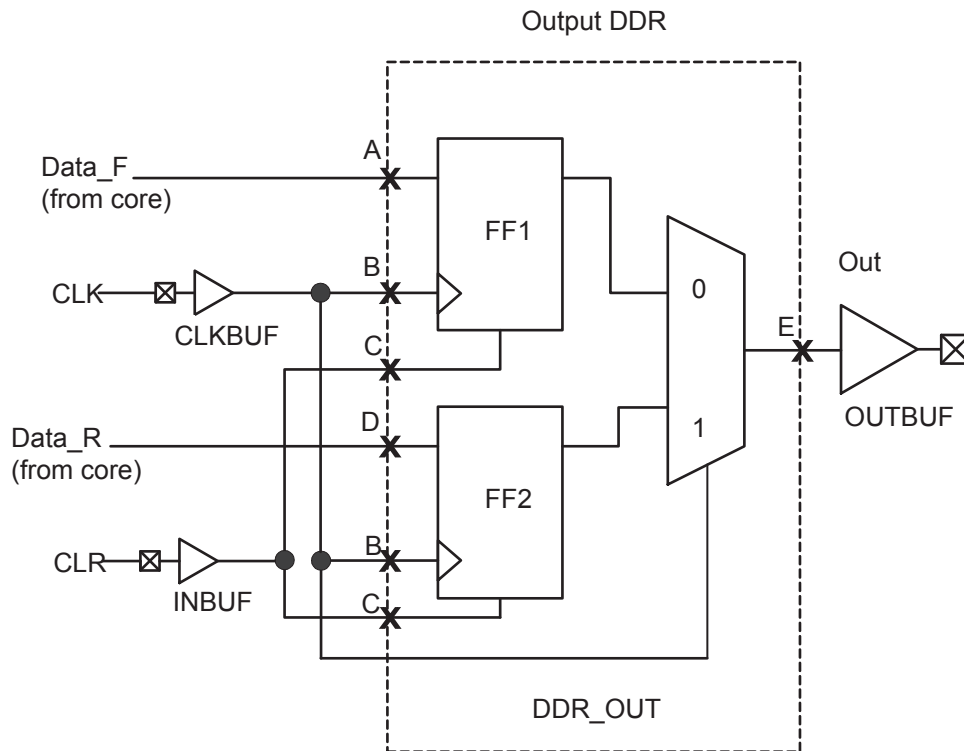 Output DDR
A
Data_F
(from core)
FF1
B
CLK
CLKBUF
C
0
Out
E
OUTBUF
D
Data_R
(from core)
1
FF2
B
CLR
INBUF
C
DDR_OUT